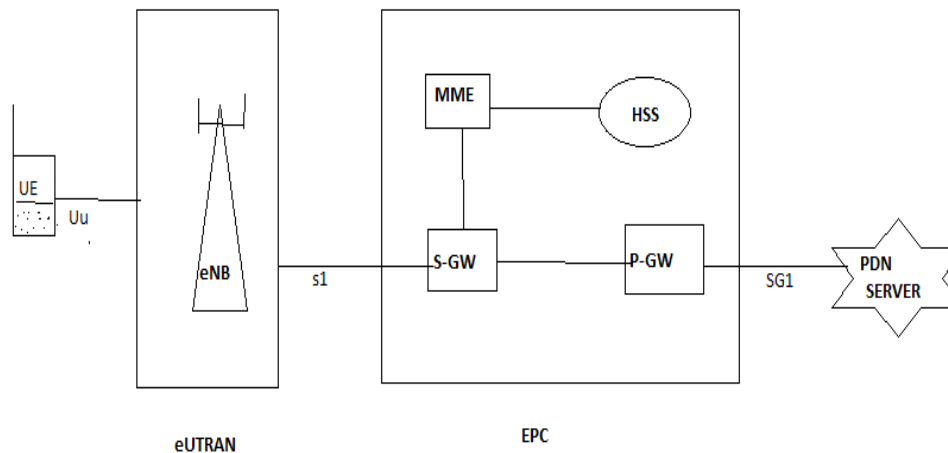 MME
HSS
UE
Uu
eNB
s1
S-GW
P-GW
SG1
PDN
SERVER
eUTRAN
EPC